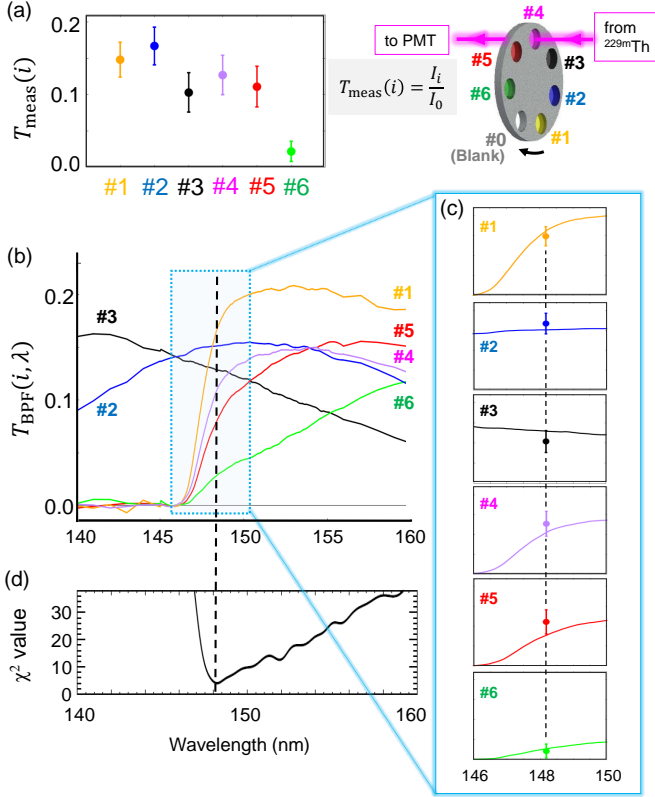 (a)
0.2
0.1
0.0
T_meas(i)
#1 #2 #3 #4 #5 #6
T_meas(i) = I_i / I_0
to PMT
from
²²⁹ᵐTh
#4
#5
#3
#6
#2
#0
(Blank)
#1
(b)
0.2
0.1
0.0
T_BPF(i, λ)
#3
#2
#1
#5
#4
#6
140 145 150 155 160
(c)
#1
#2
#3
#4
#5
#6
146 148 150
(d)
30
20
10
0
χ² value
140 150 160
Wavelength (nm)